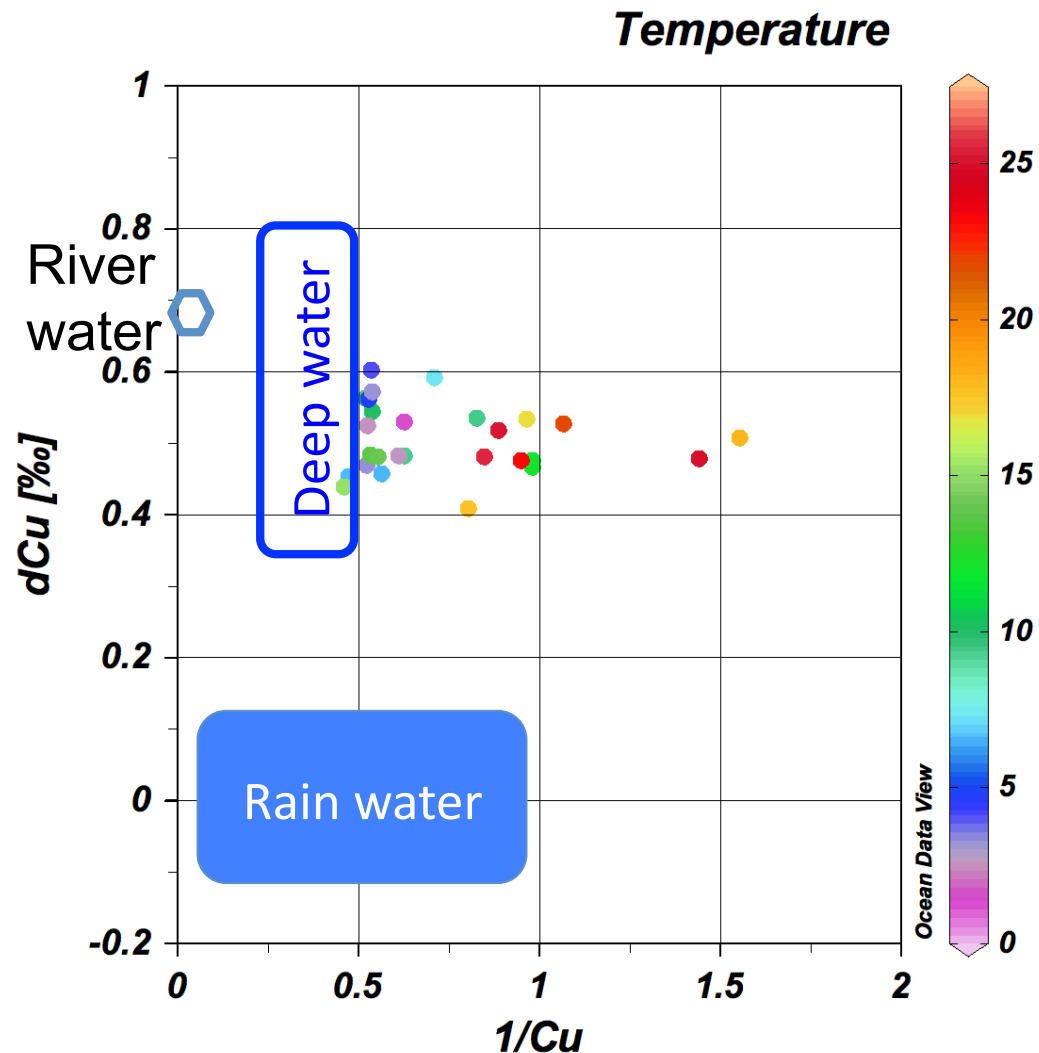 Temperature
1
0.8
0.6
0.4
0.2
0
-0.2
dCu [‰]
River
water
Deep water
Rain water
0
0.5
1
1.5
2
1/Cu
Ocean Data View
25
20
15
10
5
0